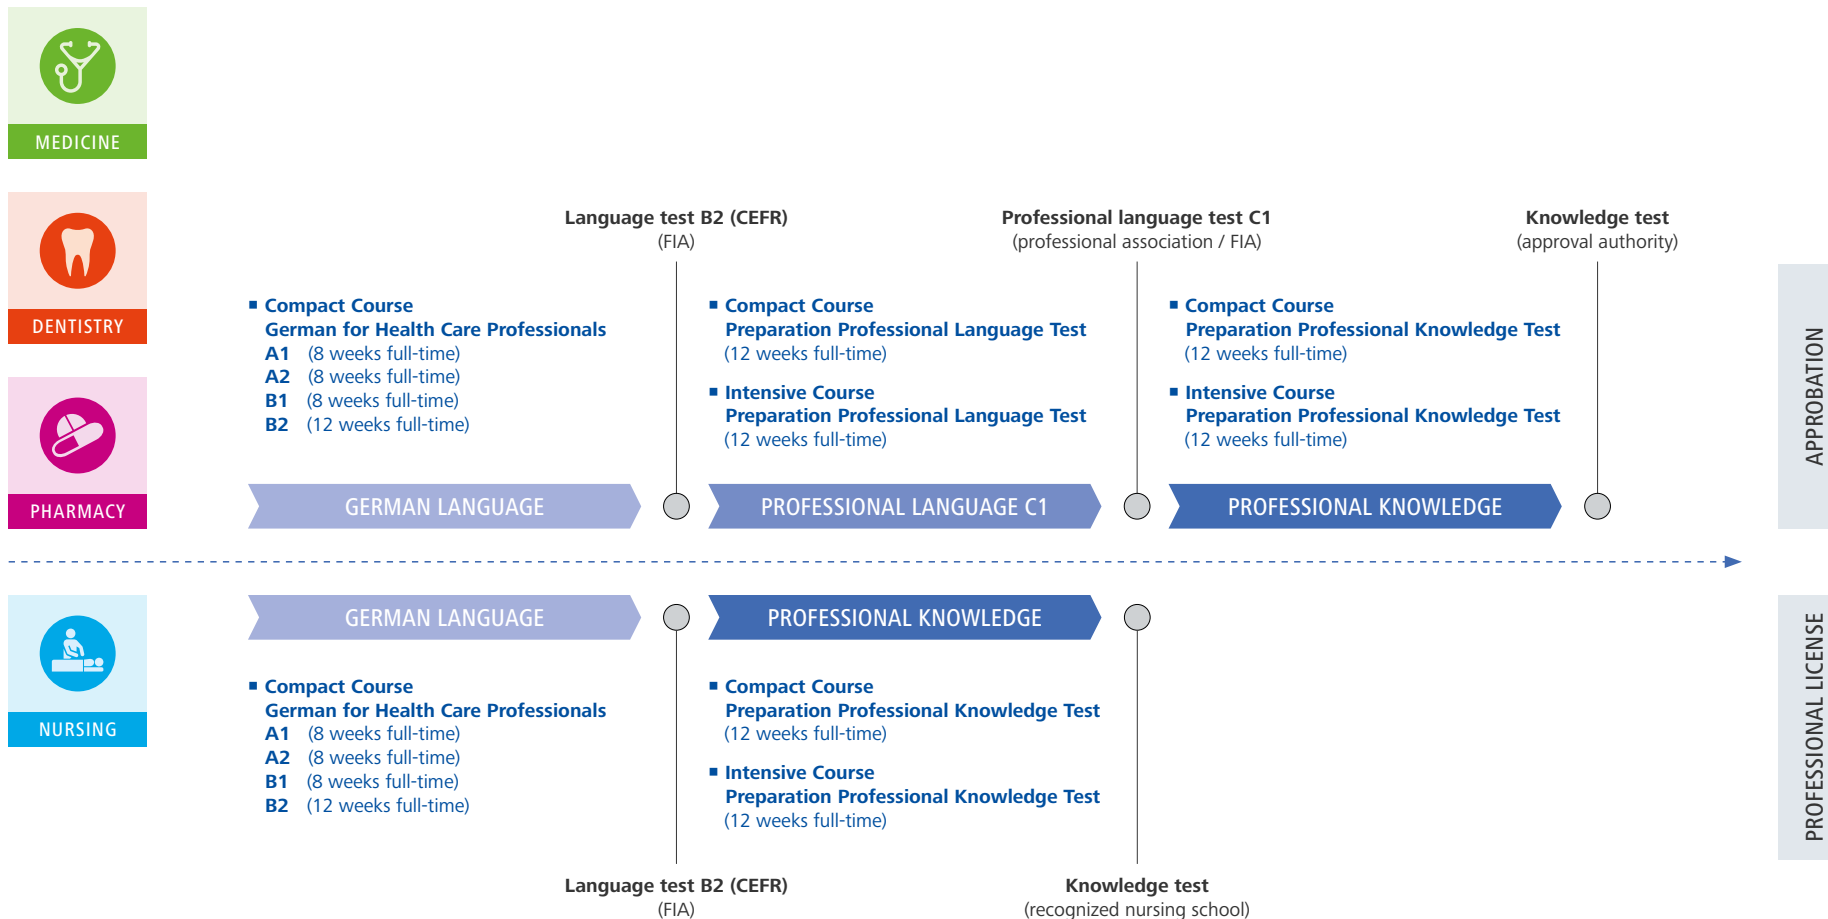 MEDICINE
DENTISTRY
PHARMACY
Language test B2 (CEFR)
(FIA)
Professional language test C1
(professional association / FIA)
Knowledge test
(approval authority)
▪ Compact Course
German for Health Care Professionals
A1 (8 weeks full-time)
A2 (8 weeks full-time)
B1 (8 weeks full-time)
B2 (12 weeks full-time)
▪ Compact Course
Preparation Professional Language Test
(12 weeks full-time)
▪ Intensive Course
Preparation Professional Language Test
(12 weeks full-time)
▪ Compact Course
Preparation Professional Knowledge Test
(12 weeks full-time)
▪ Intensive Course
Preparation Professional Knowledge Test
(12 weeks full-time)
GERMAN LANGUAGE
PROFESSIONAL LANGUAGE C1
PROFESSIONAL KNOWLEDGE
APPROBATION
NURSING
GERMAN LANGUAGE
PROFESSIONAL KNOWLEDGE
▪ Compact Course
German for Health Care Professionals
A1 (8 weeks full-time)
A2 (8 weeks full-time)
B1 (8 weeks full-time)
B2 (12 weeks full-time)
▪ Compact Course
Preparation Professional Knowledge Test
(12 weeks full-time)
▪ Intensive Course
Preparation Professional Knowledge Test
(12 weeks full-time)
Language test B2 (CEFR)
(FIA)
Knowledge test
(recognized nursing school)
PROFESSIONAL LICENSE